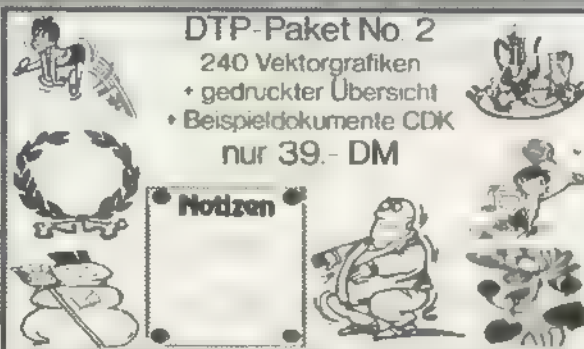 DTP-Paket No. 2
240 Vektorgrafiken
+ gedruckter Übersicht
+ Beispieldokumente CDK
nur 39.- DM
Notizen